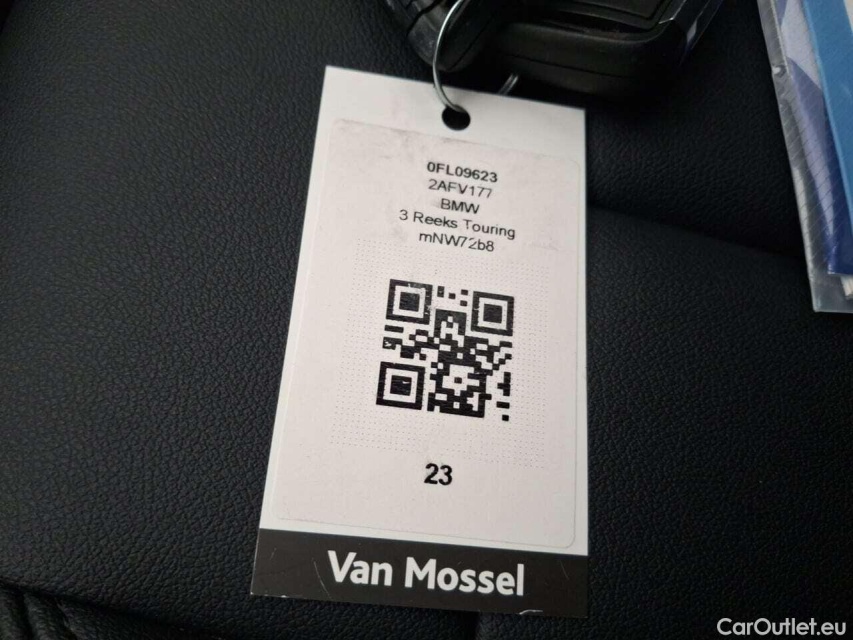 0FL09623
2AFV177
BMW
3 Reeks Touring
mNW72b8
23
Van Mossel
CarOutlet.eu